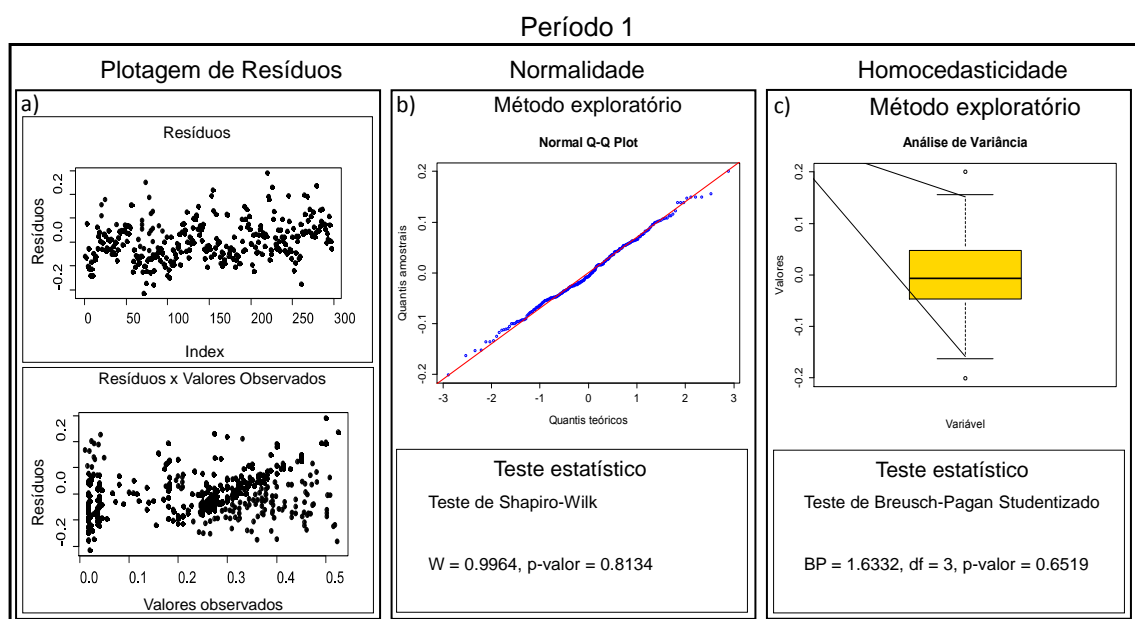 Período 1
Plotagem de Resíduos
a)
Resíduos
Resíduos
0.2
0.0
-0.2
0 50 100 150 200 250 300
Index
Resíduos x Valores Observados
Resíduos
0.2
0.0
-0.2
0.0 0.1 0.2 0.3 0.4 0.5
Valores observados
Normalidade
b)
Método exploratório
Normal Q-Q Plot
Quantis amostrais
0.2
0.1
0.0
-0.1
-0.2
-3 -2 -1 0 1 2 3
Quantis teóricos
Teste estatístico
Teste de Shapiro-Wilk
W = 0.9964, p-valor = 0.8134
Homocedasticidade
c)
Método exploratório
Análise de Variância
Valores
0.2
0.1
0.0
-0.1
-0.2
Variável
Teste estatístico
Teste de Breusch-Pagan Studentizado
BP = 1.6332, df = 3, p-valor = 0.6519